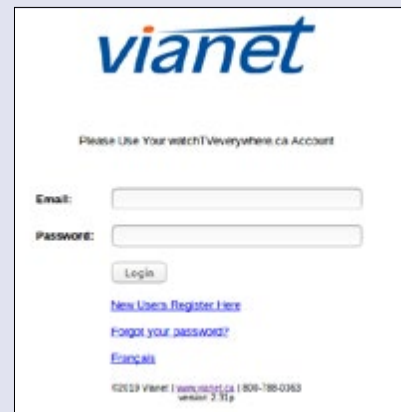 vianet
Please Use Your watchTVeverywhere.ca Account
Email:
Password:
Login
New Users Register Here
Forgot your password?
Français
©2019 Vianet | www.vianet.ca | 800-788-0363
version 2.31p